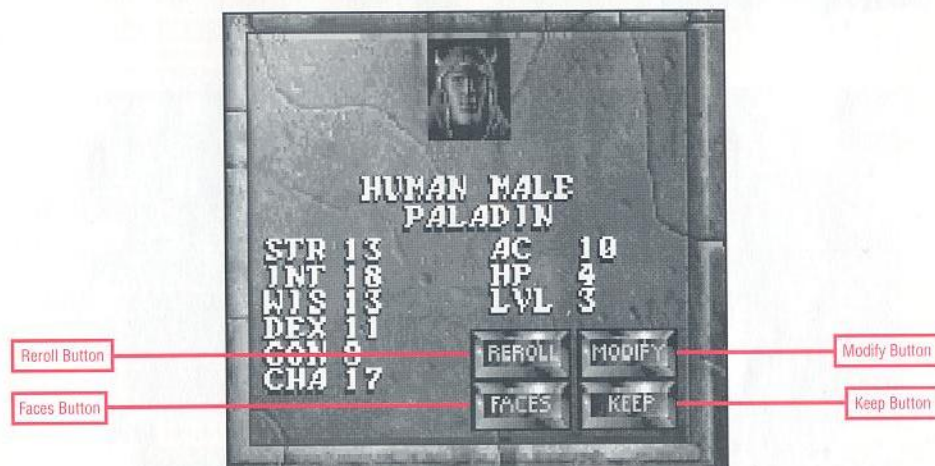 HUMAN MALE
PALADIN
STR 13
INT 18
WIS 13
DEX 11
CON
CHA 17
AC 10
HP 4
LVL 3
REROLL
MODIFY
FACES
KEEP
Reroll Button
Faces Button
Modify Button
Keep Button